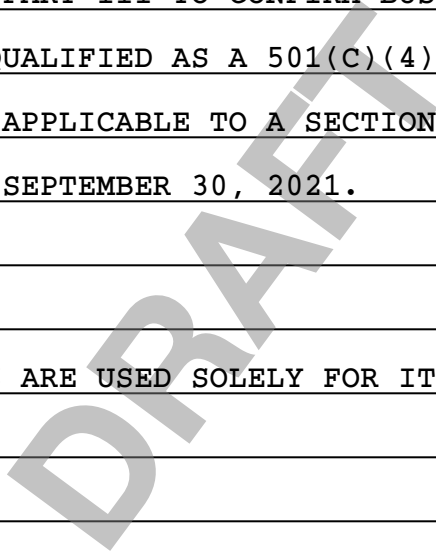 PART III TO CONFIRM BUS
QUALIFIED AS A 501(C)(4)
APPLICABLE TO A SECTION
SEPTEMBER 30, 2021.
ARE USED SOLELY FOR IT
DRAFT